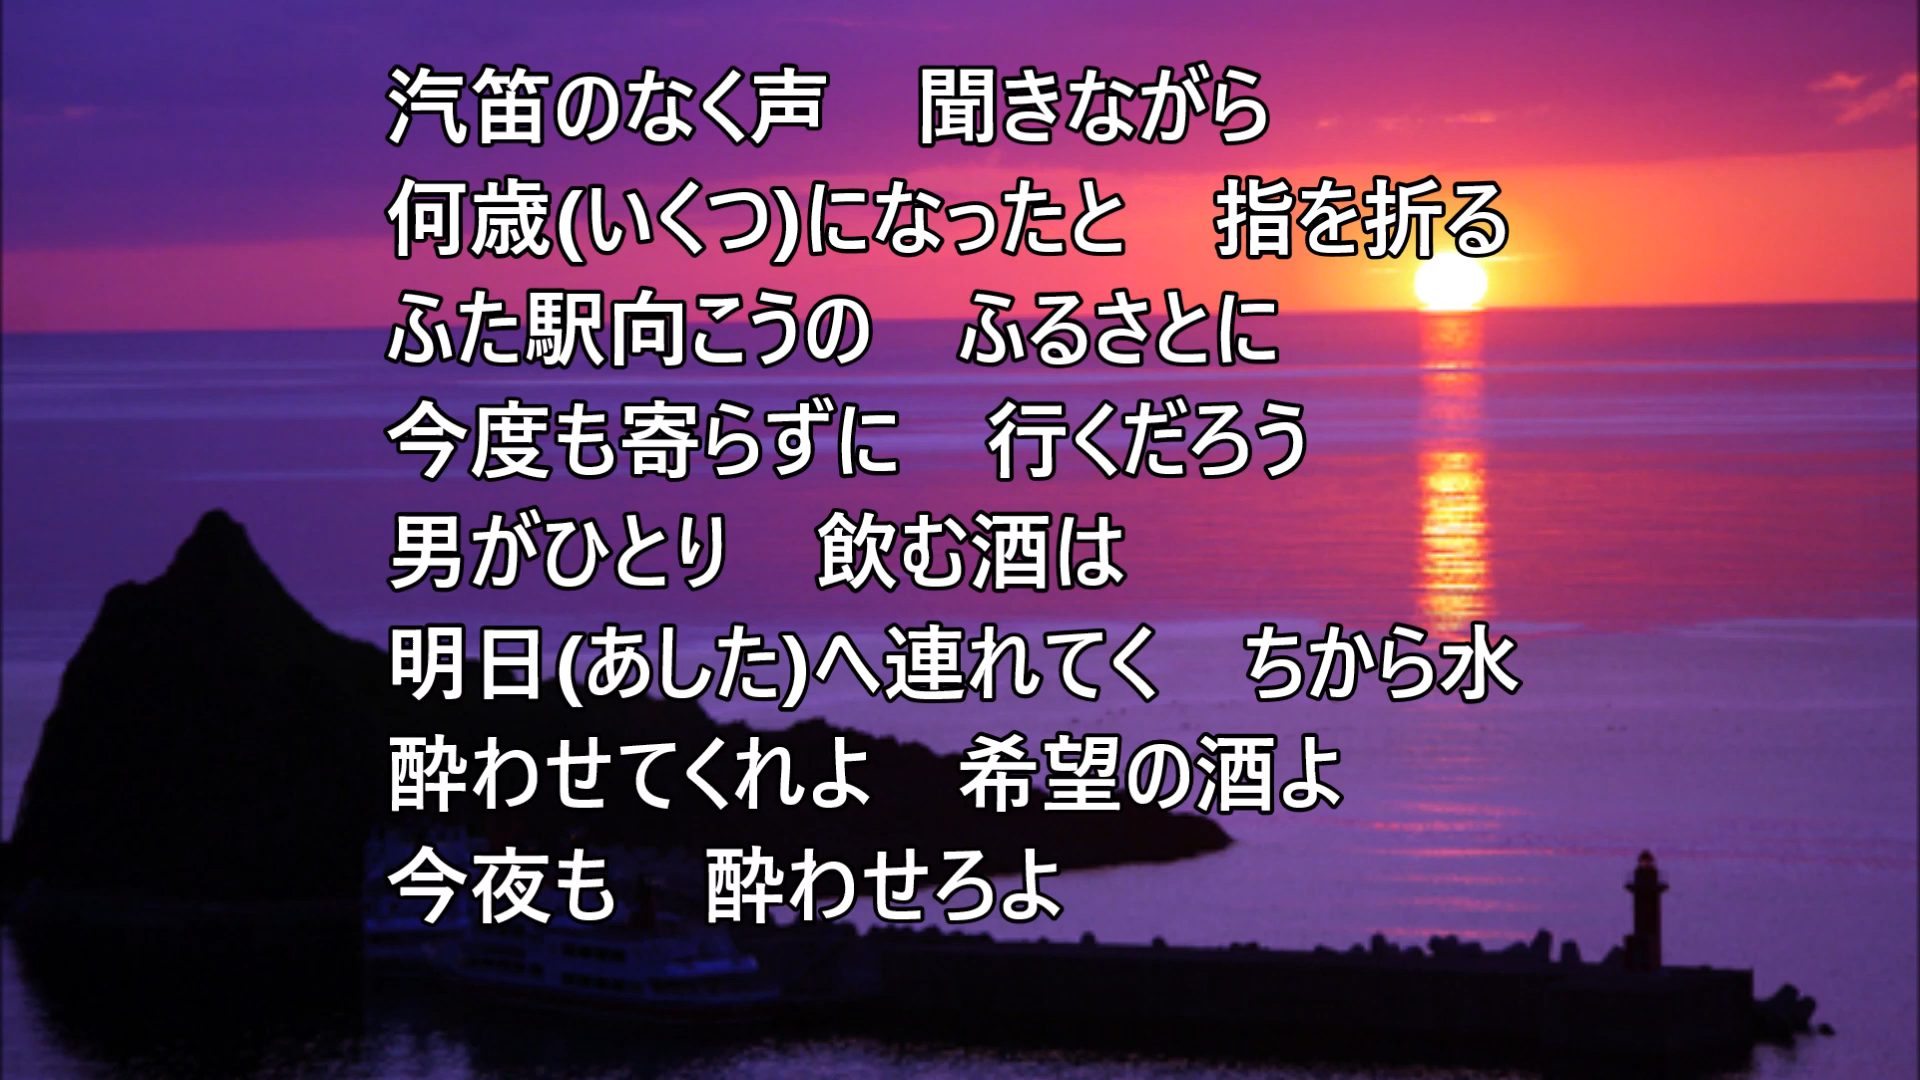 汽笛のなく声　聞きながら
何歳(いくつ)になったと　指を折る
ふた駅向こうの　ふるさとに
今度も寄らずに　行くだろう
男がひとり　飲む酒は
明日(あした)へ連れてく　ちから水
酔わせてくれよ　希望の酒よ
今夜も　酔わせろよ